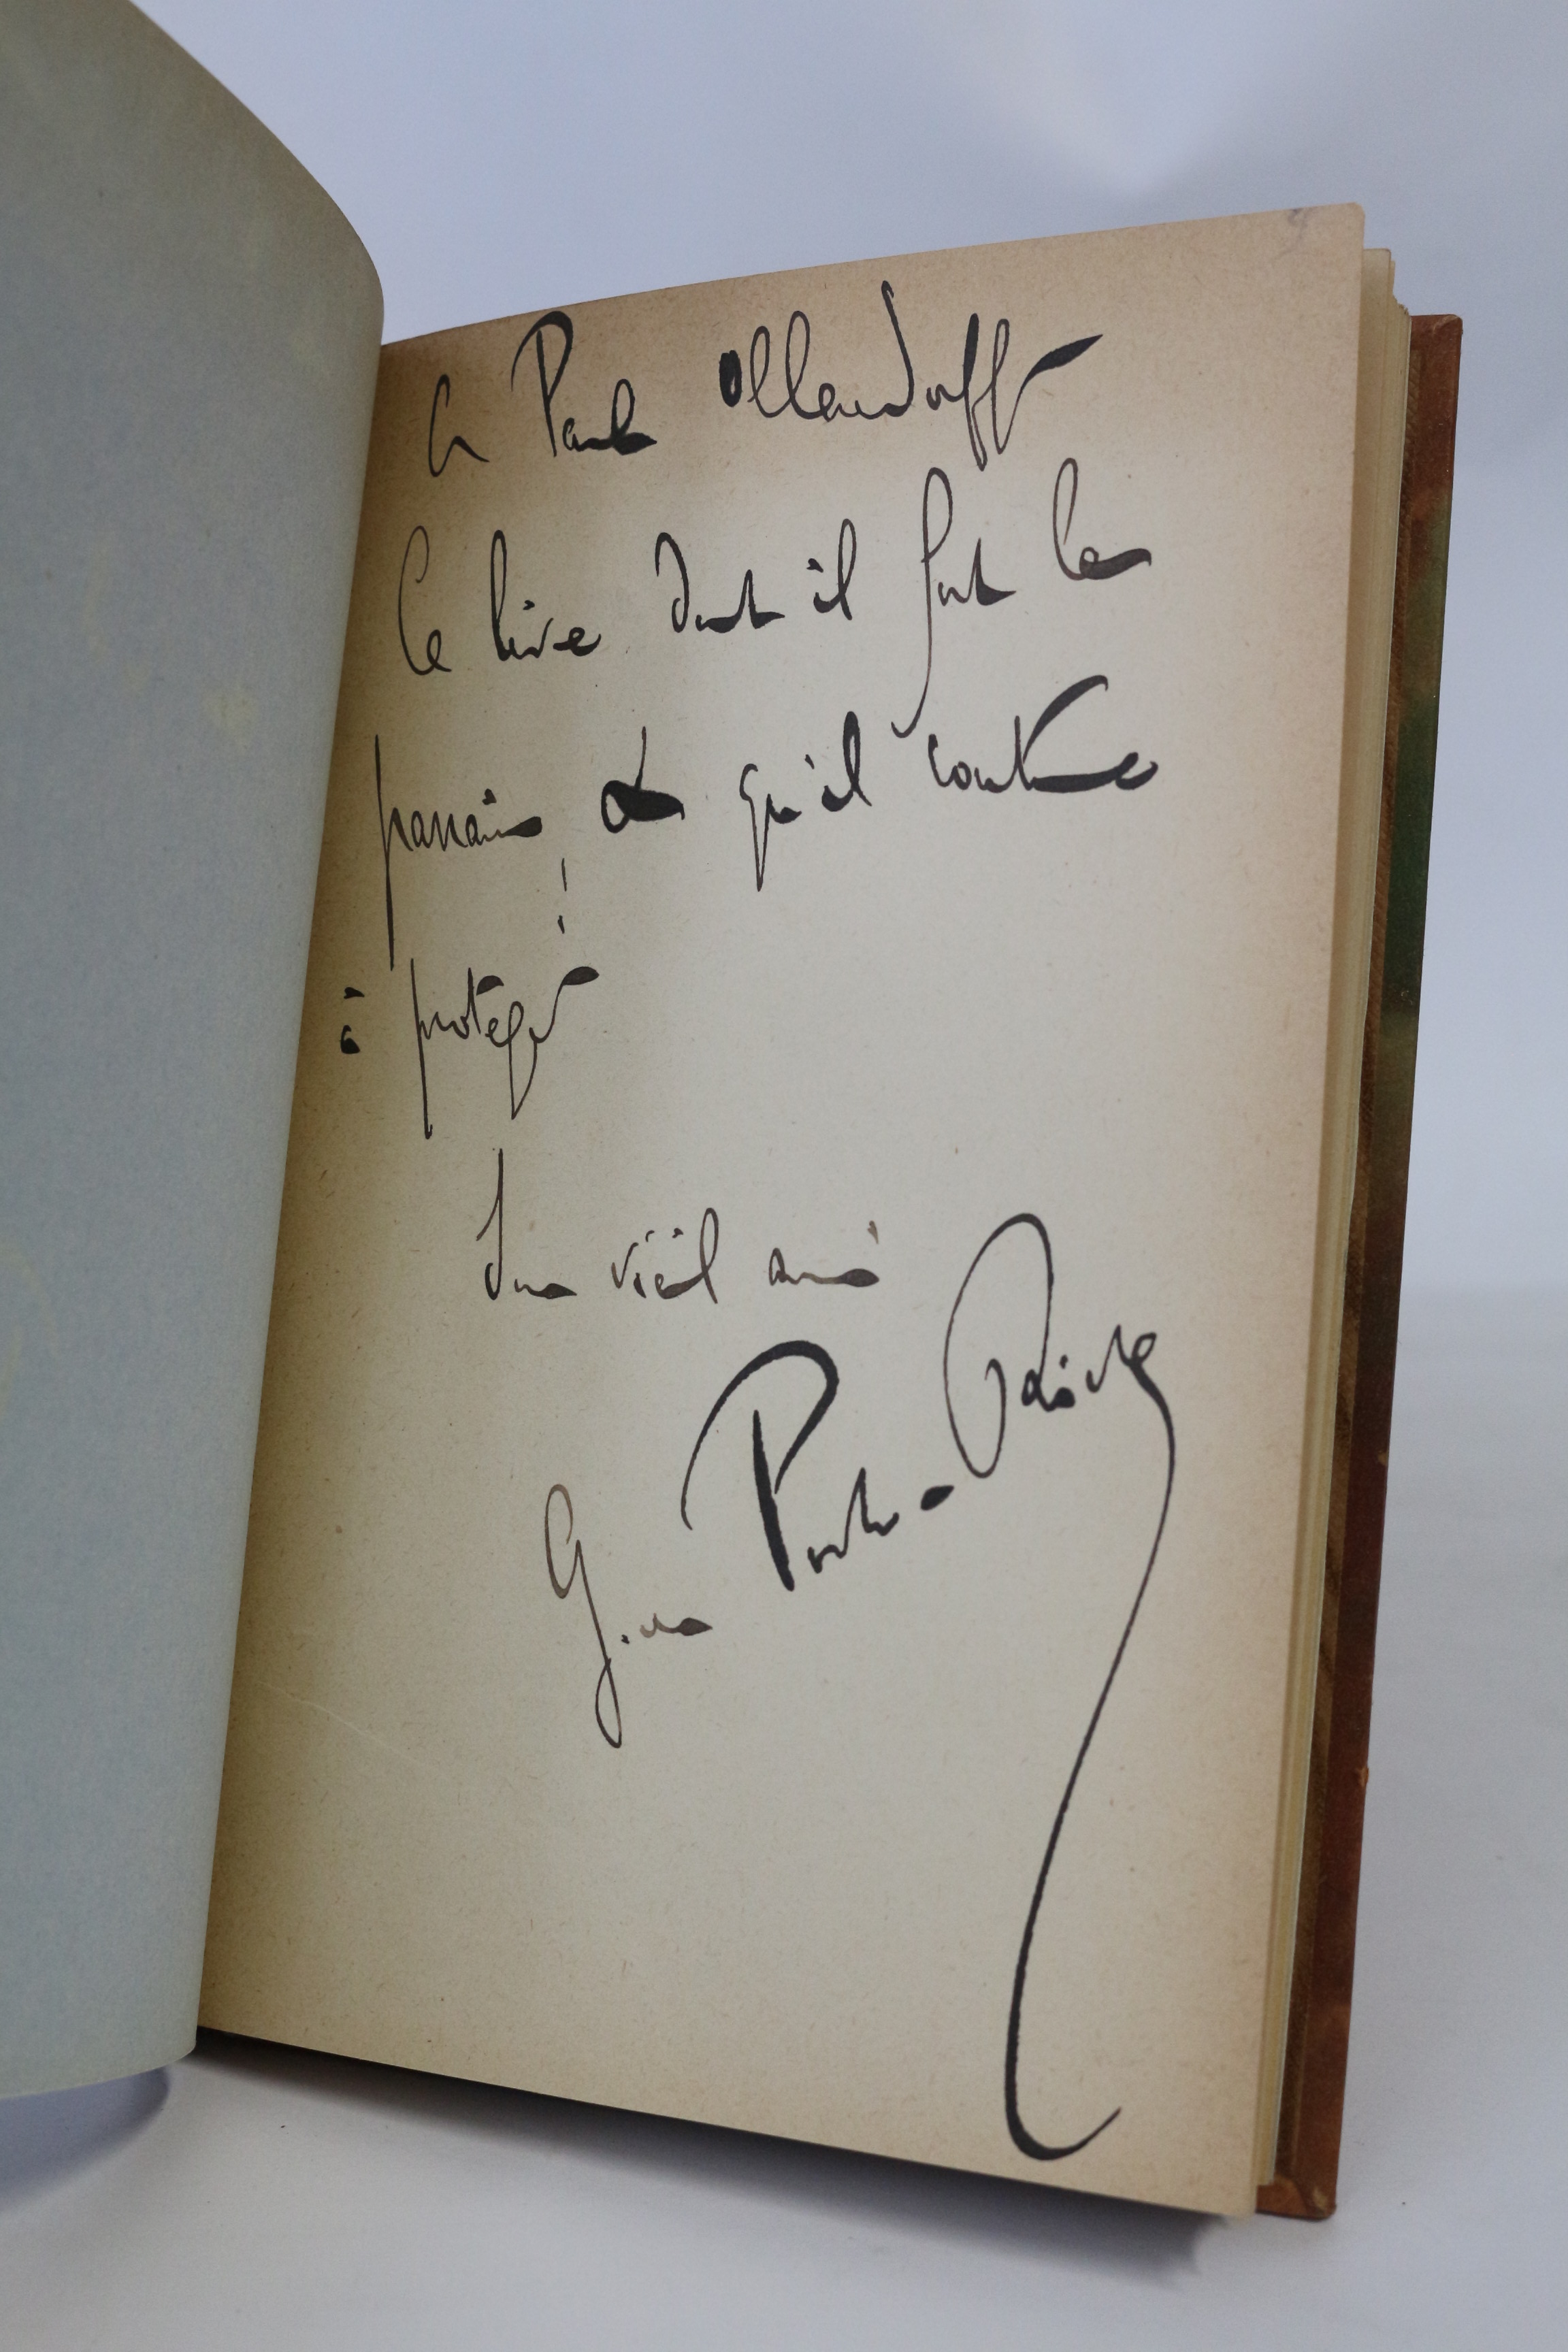 A Paul Ollendorff
Ce livre dont il fut le
parrain, et qu'il continue
à protéger
Son vieil ami
G. de Porto-Riche